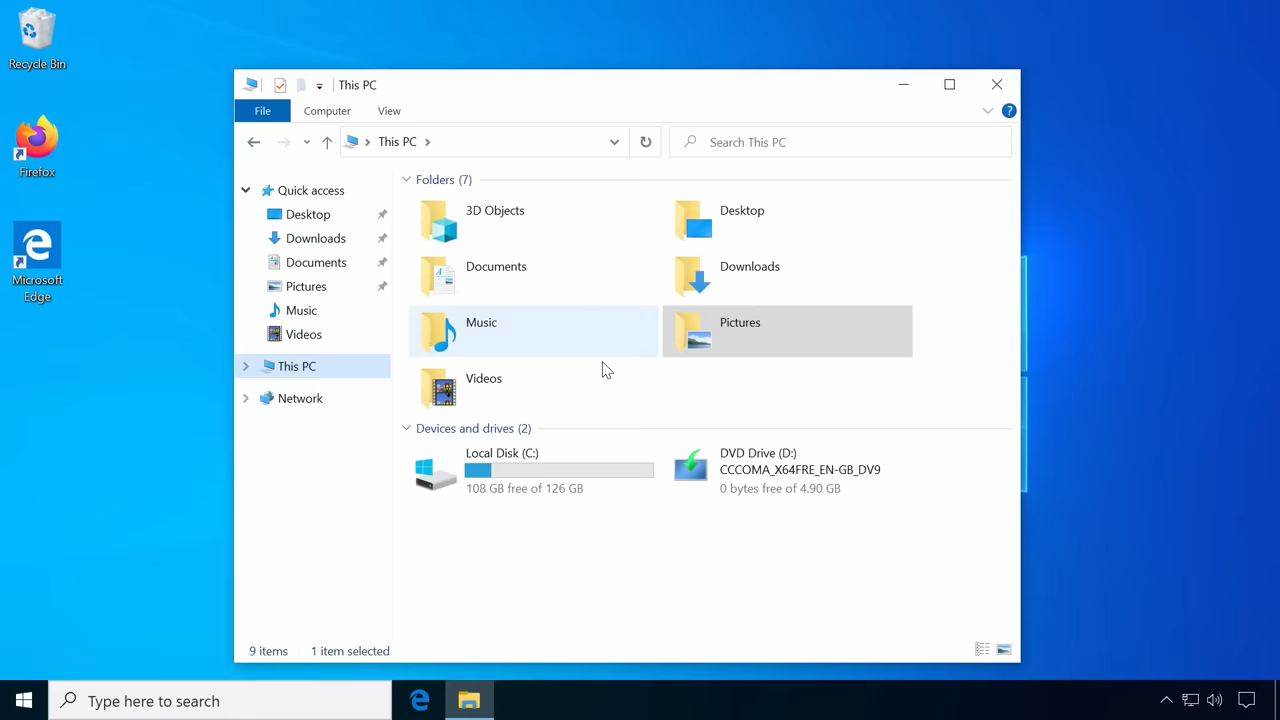 Recycle Bin
Firefox
Microsoft
Edge
This PC
File
Computer
View
This PC
Search This PC
Quick access
Desktop
Downloads
Documents
Pictures
Music
Videos
This PC
Network
Folders (7)
3D Objects
Desktop
Documents
Downloads
Music
Pictures
Videos
Devices and drives (2)
Local Disk (C:)
108 GB free of 126 GB
DVD Drive (D:)
CCCOMA_X64FRE_EN-GB_DV9
0 bytes free of 4.90 GB
9 items
1 item selected
Type here to search